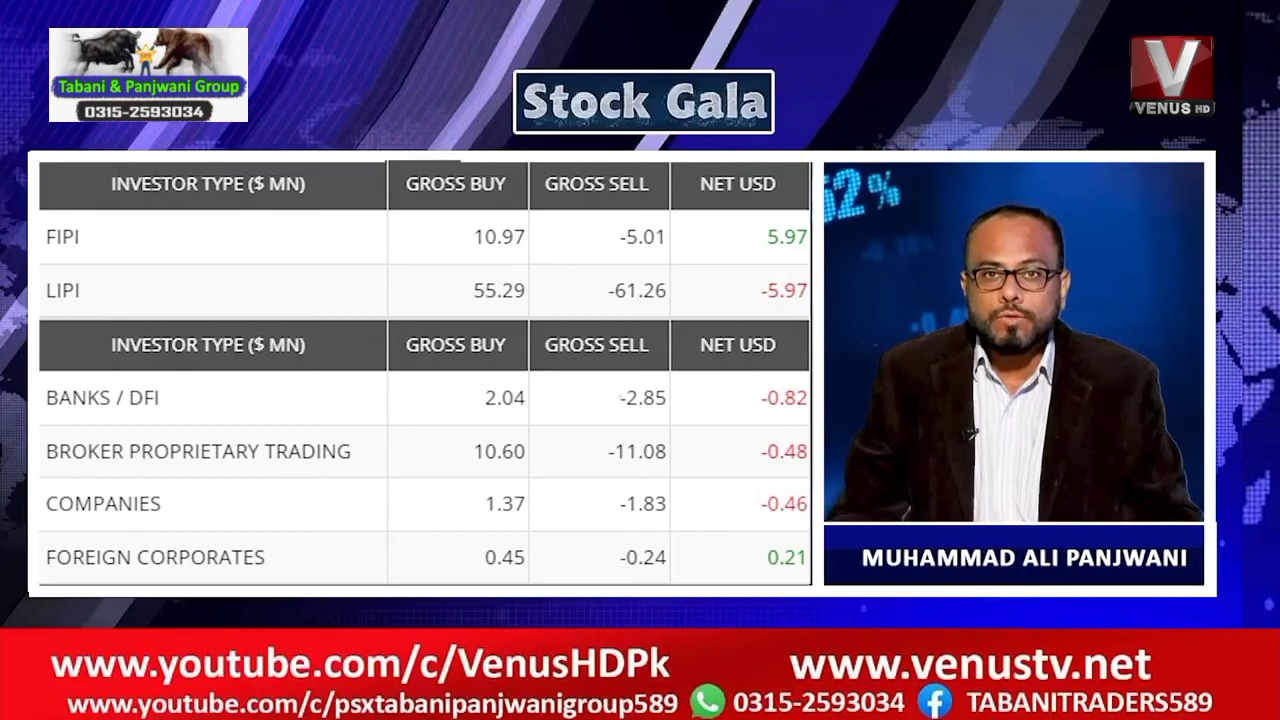 Tabani & Panjwani Group
0315-2593034
Stock Gala
V
VENUS HD
INVESTOR TYPE ($ MN) GROSS BUY GROSS SELL NET USD
FIPI 10.97 -5.01 5.97
LIPI 55.29 -61.26 -5.97
INVESTOR TYPE ($ MN) GROSS BUY GROSS SELL NET USD
BANKS / DFI 2.04 -2.85 -0.82
BROKER PROPRIETARY TRADING 10.60 -11.08 -0.48
COMPANIES 1.37 -1.83 -0.46
FOREIGN CORPORATES 0.45 -0.24 0.21
52%
MUHAMMAD ALI PANJWANI
www.youtube.com/c/VenusHDPk www.venustv.net
www.youtube.com/c/psxtabanipanjwanigroup589 0315-2593034 TABANITRADERS589